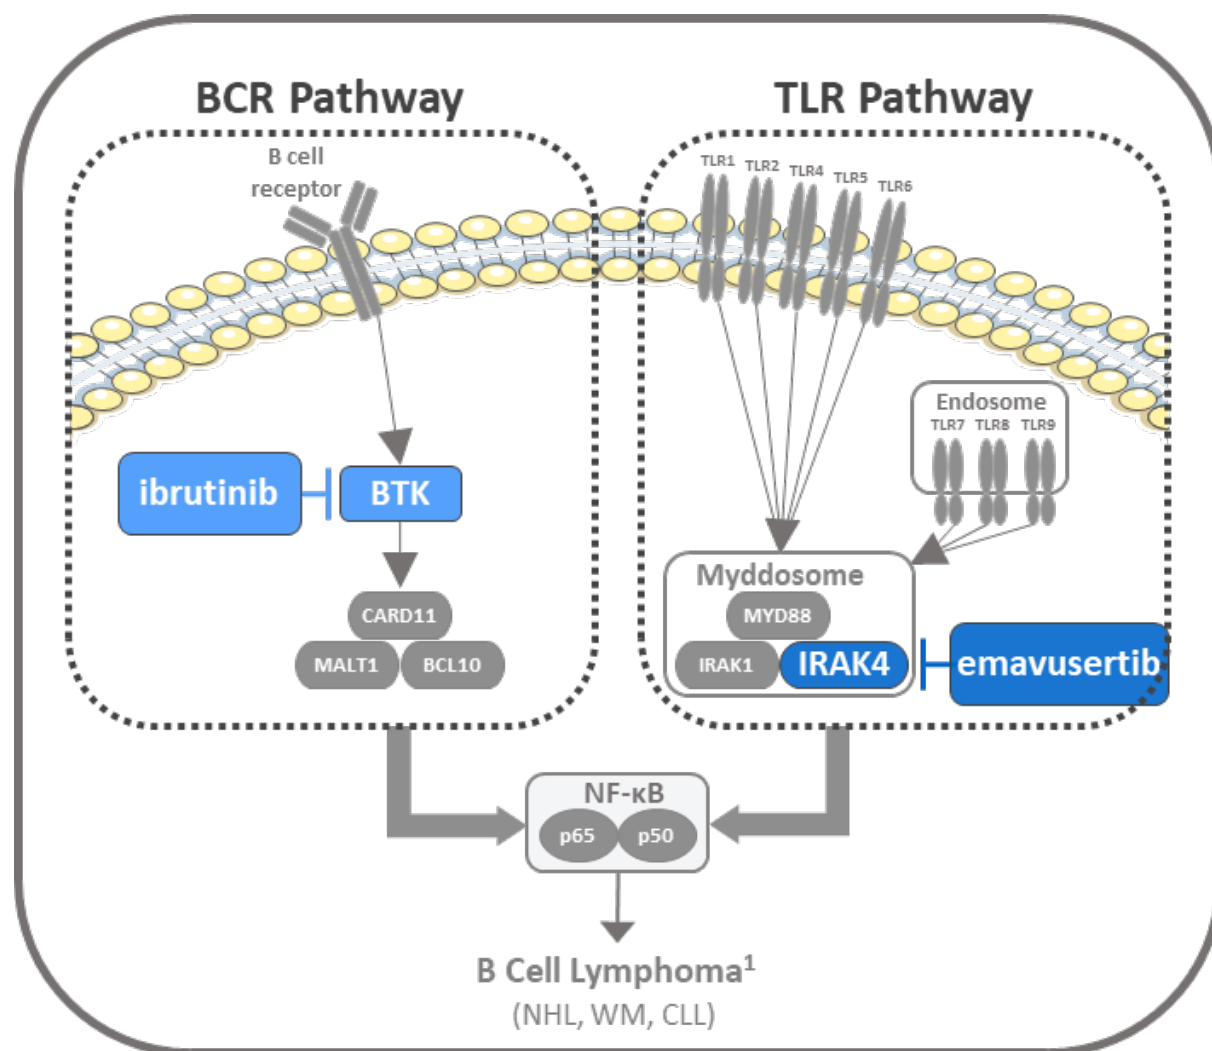 BCR Pathway
TLR Pathway
B cell
receptor
TLR1
TLR2
TLR4
TLR5
TLR6
Endosome
TLR7
TLR8
TLR9
ibrutinib
BTK
CARD11
MALT1
BCL10
Myddosome
MYD88
IRAK1
IRAK4
emavusertib
NF-κB
p65
p50
B Cell Lymphoma¹
(NHL, WM, CLL)